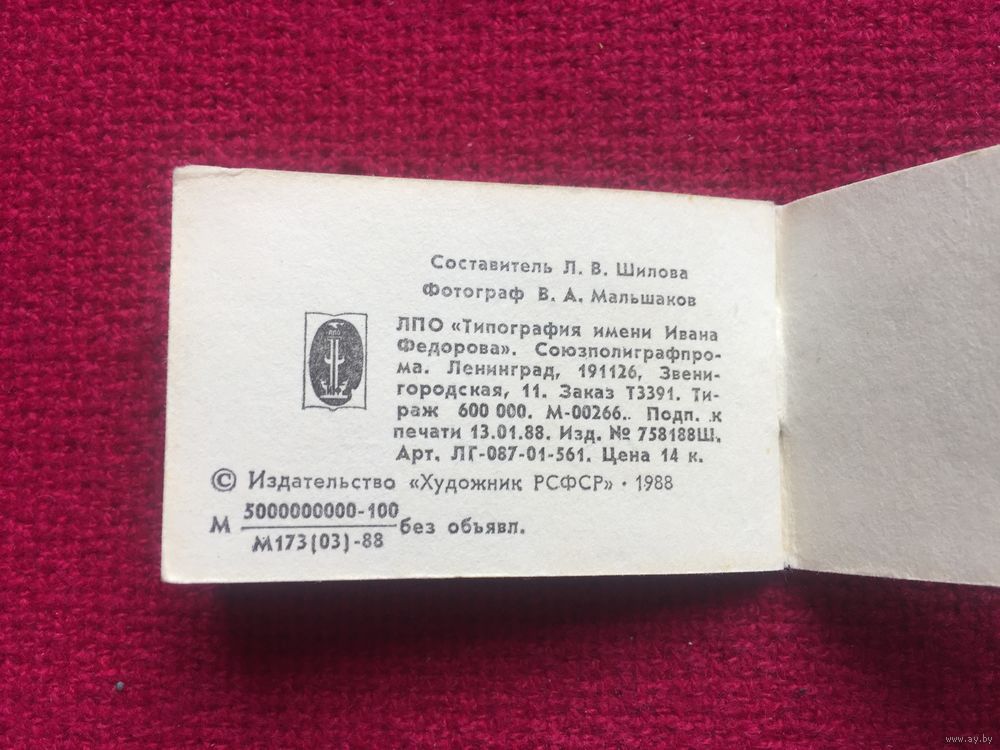 Составитель Л. В. Шилова
Фотограф В. А. Малышаков
ЛПО «Типография имени Ивана
Федорова». Союзполиграфпро-
ма. Ленинград, 191126, Звени-
городская, 11. Заказ Т3391. Ти-
раж 600 000. М-00266. Подп. к
печати 13.01.88. Изд. № 758188Ш.
Арт. ЛГ-087-01-561. Цена 14 к.
© Издательство «Художник РСФСР» · 1988
М 5000000000-100
М173(03)-88 без объявл.
www.ay.by